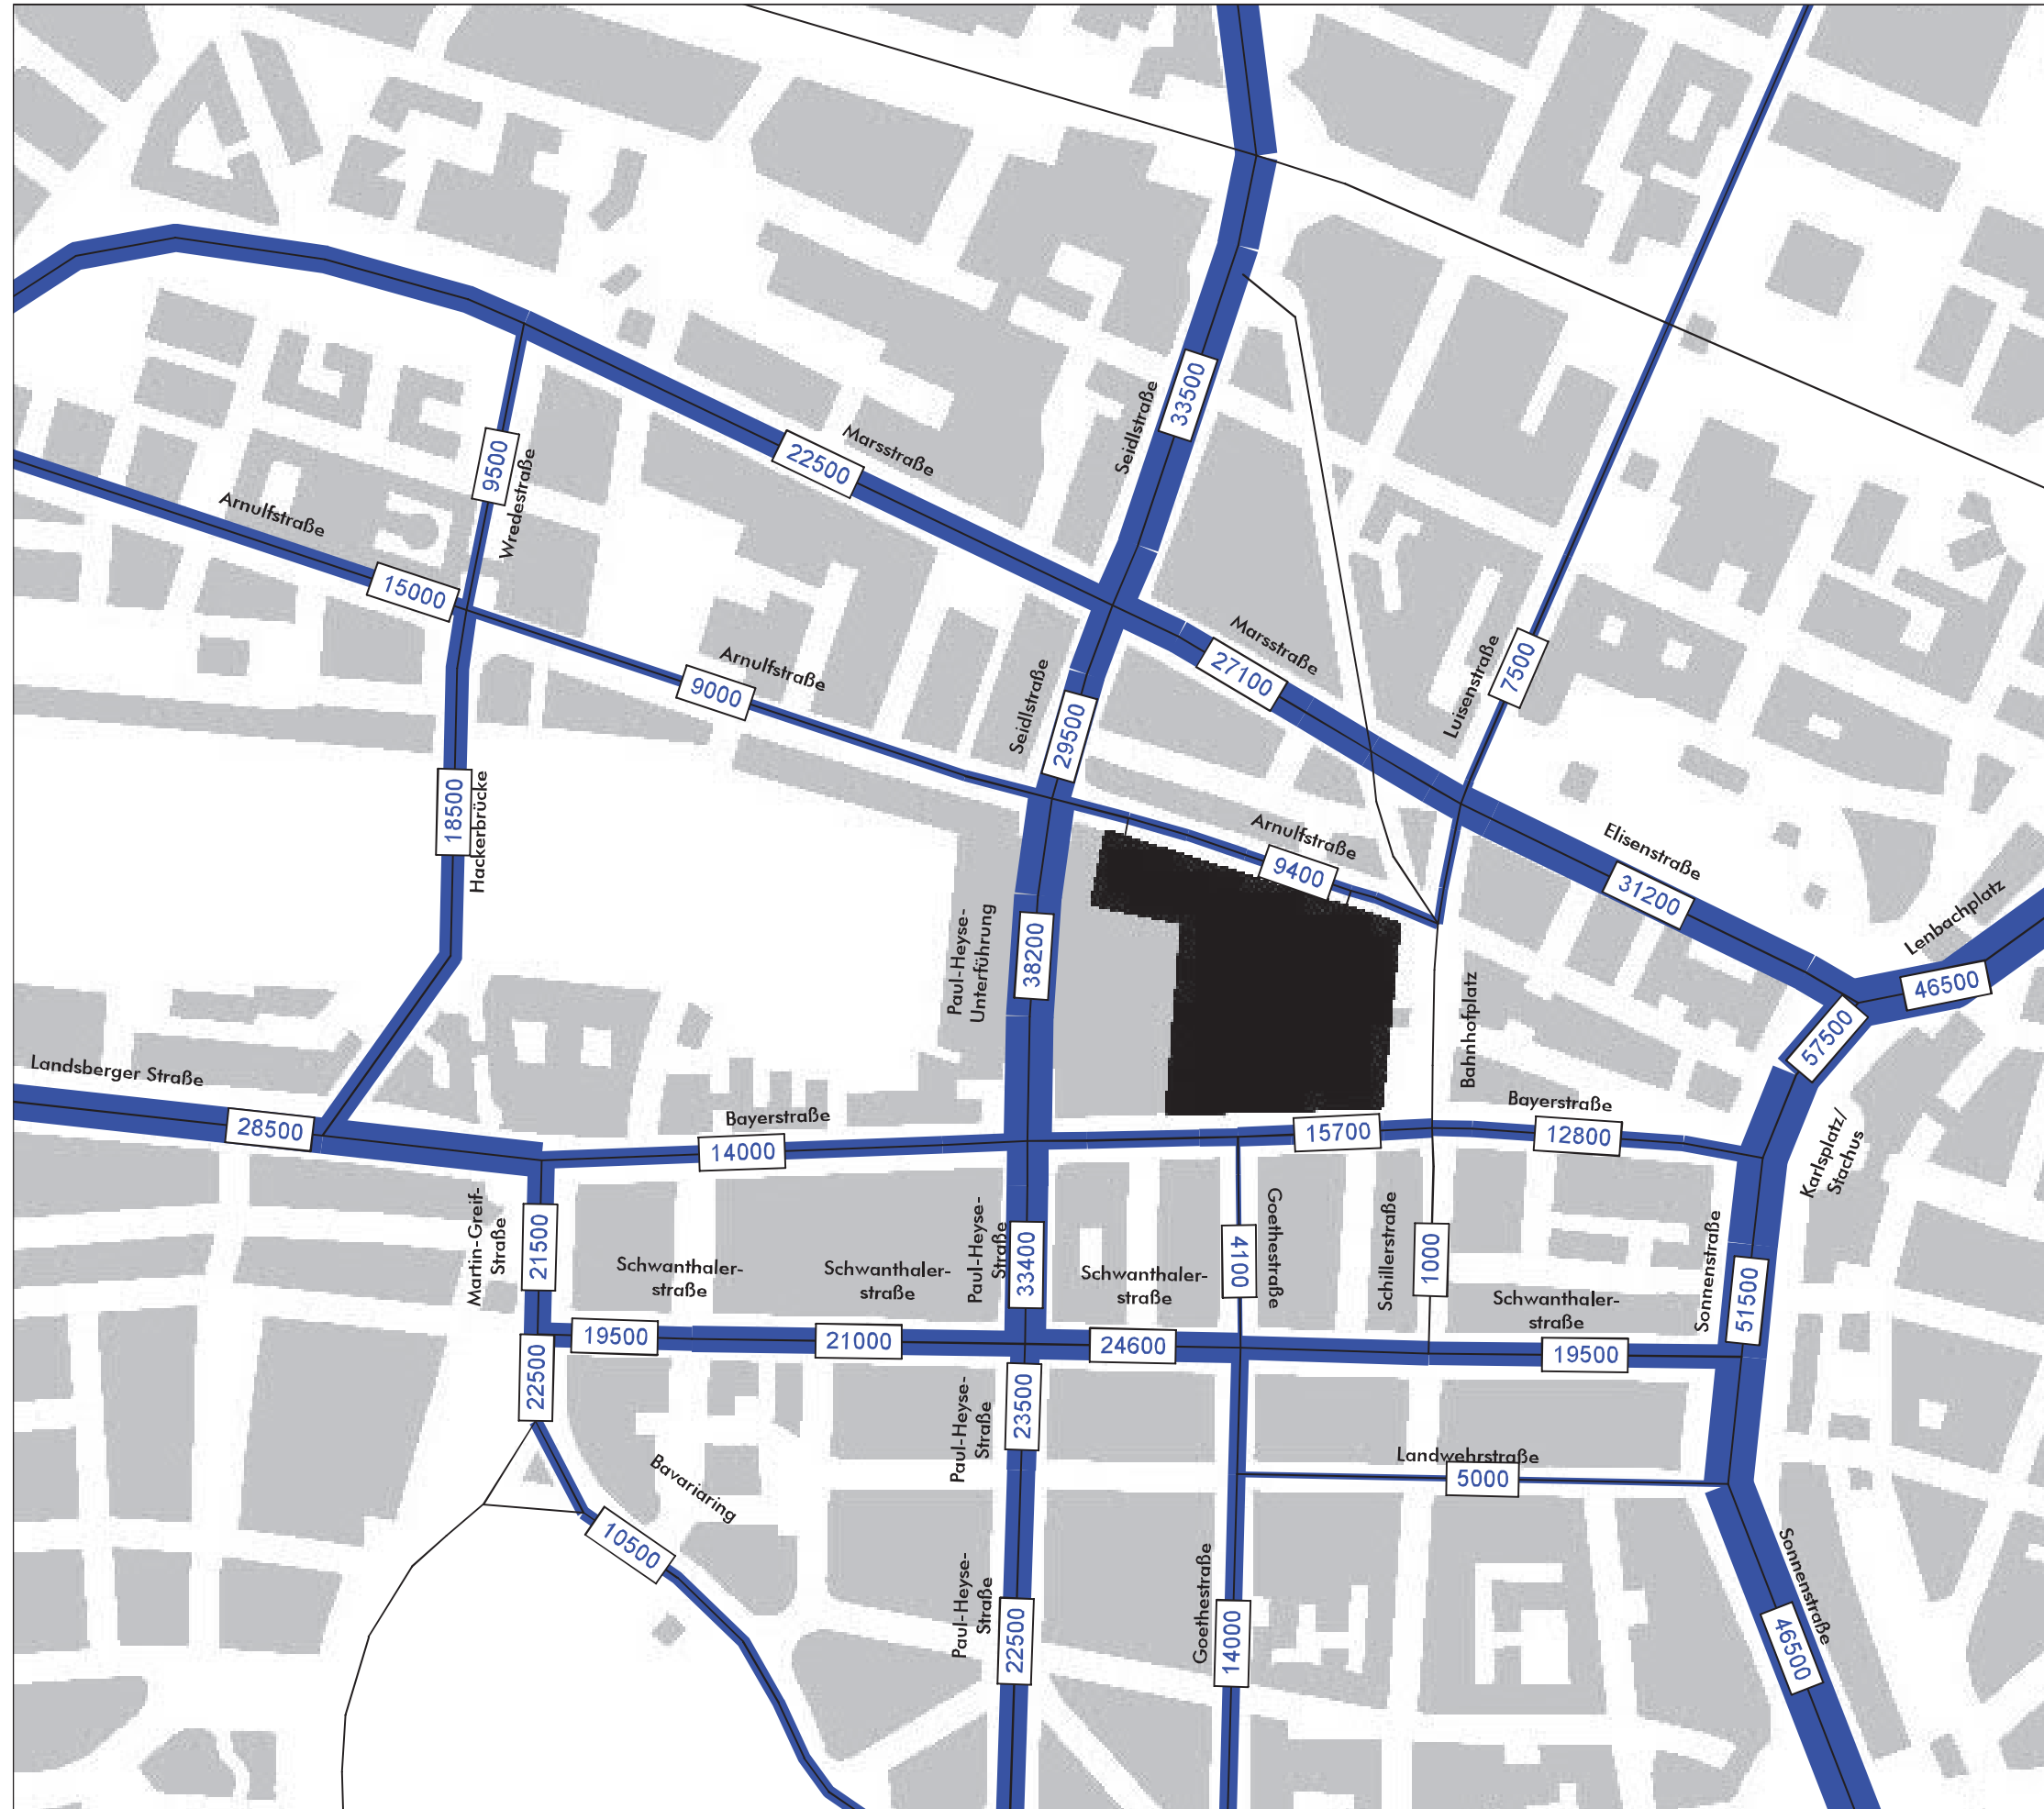 33500
Seidlstraße
Marsstraße
22500
9500
Wredestraße
Arnulfstraße
15000
Arnulfstraße
9000
Marsstraße
27100
Seidlstraße
29500
Luisenstraße
7500
18500
Hackerbrücke
Arnulfstraße
9400
Elisenstraße
31200
Lenbachplatz
46500
Paul-Heyse-
Unterführung
38200
Bahnhofplatz
57500
Karlsplatz/
Stachus
Landsberger Straße
28500
Bayerstraße
14000
15700
Bayerstraße
12800
Martin-Greif-
Straße
21500
Schwanthaler-
straße
Schwanthaler-
straße
Paul-Heyse-
Straße
33400
Schwanthaler-
straße
4100
Goethestraße
Schillerstraße
1000
Schwanthaler-
straße
Sonnenstraße
51500
19500
21000
24600
19500
22500
Paul-Heyse-
Straße
23500
Landwehrstraße
5000
Bavariaring
10500
Paul-Heyse-
Straße
22500
Goethestraße
14000
Sonnenstraße
46500